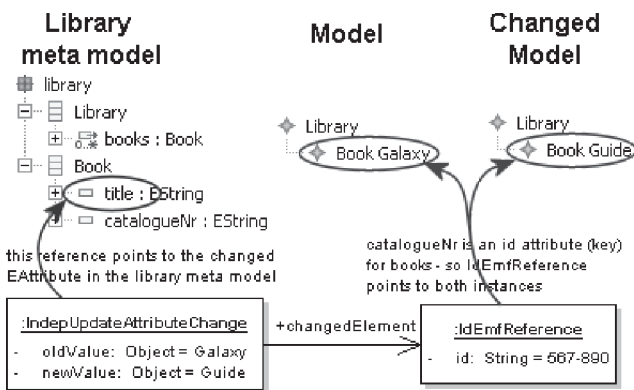 Library
meta model
library
Library
0..* books : Book
Book
title : EString
catalogueNr : EString
Model
Library
Book Galaxy
Changed
Model
Library
Book Guide
this reference points to the changed
EAttribute in the library meta model
catalogueNr is an id attribute (key)
for books - so IdEmfReference
points to both instances
:IndepUpdateAttributeChange
- oldValue: Object = Galaxy
- newValue: Object = Guide
+changedElement
:IdEmfReference
- id: String = 567-890